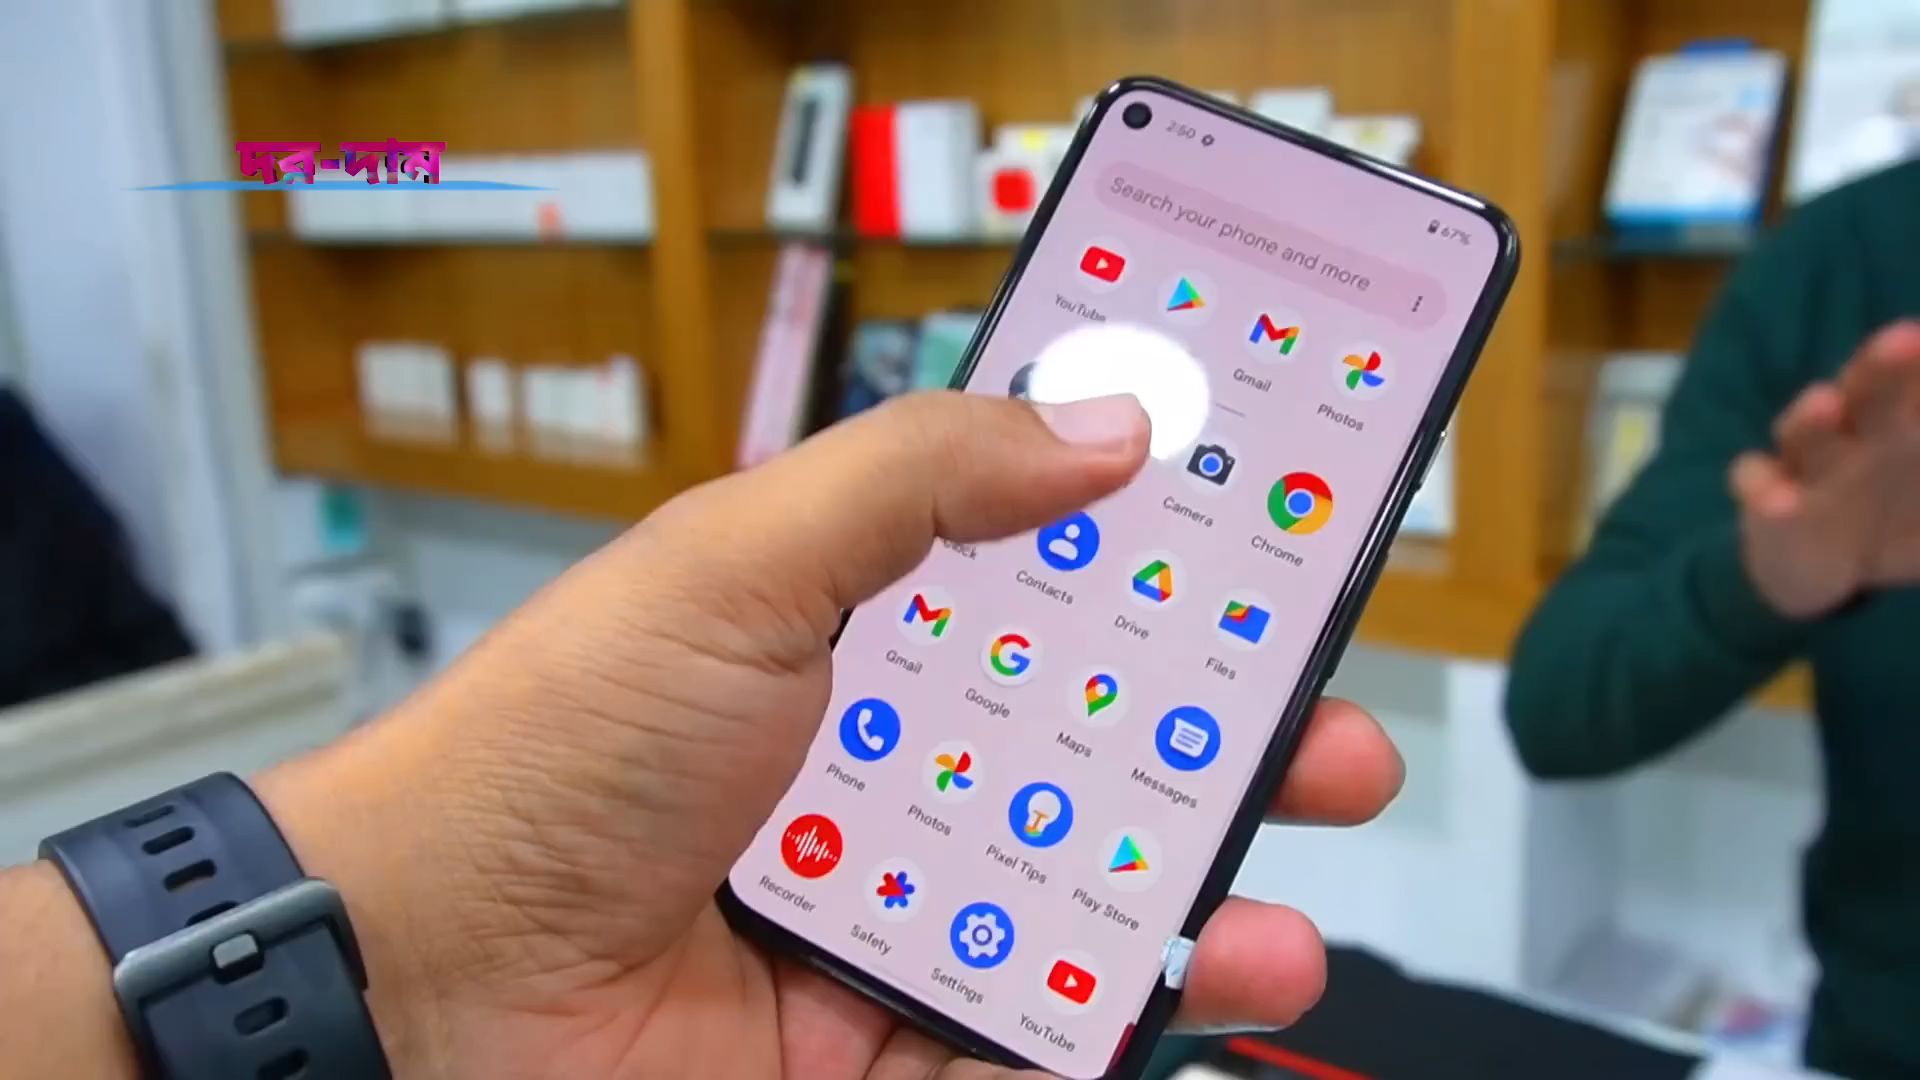 দর-দাম
2:50
67%
Search your phone and more
YouTube
Gmail
Photos
Camera
Chrome
Clock
Contacts
Drive
Files
Gmail
Google
Maps
Messages
Phone
Photos
Pixel Tips
Play Store
Recorder
Safety
Settings
YouTube